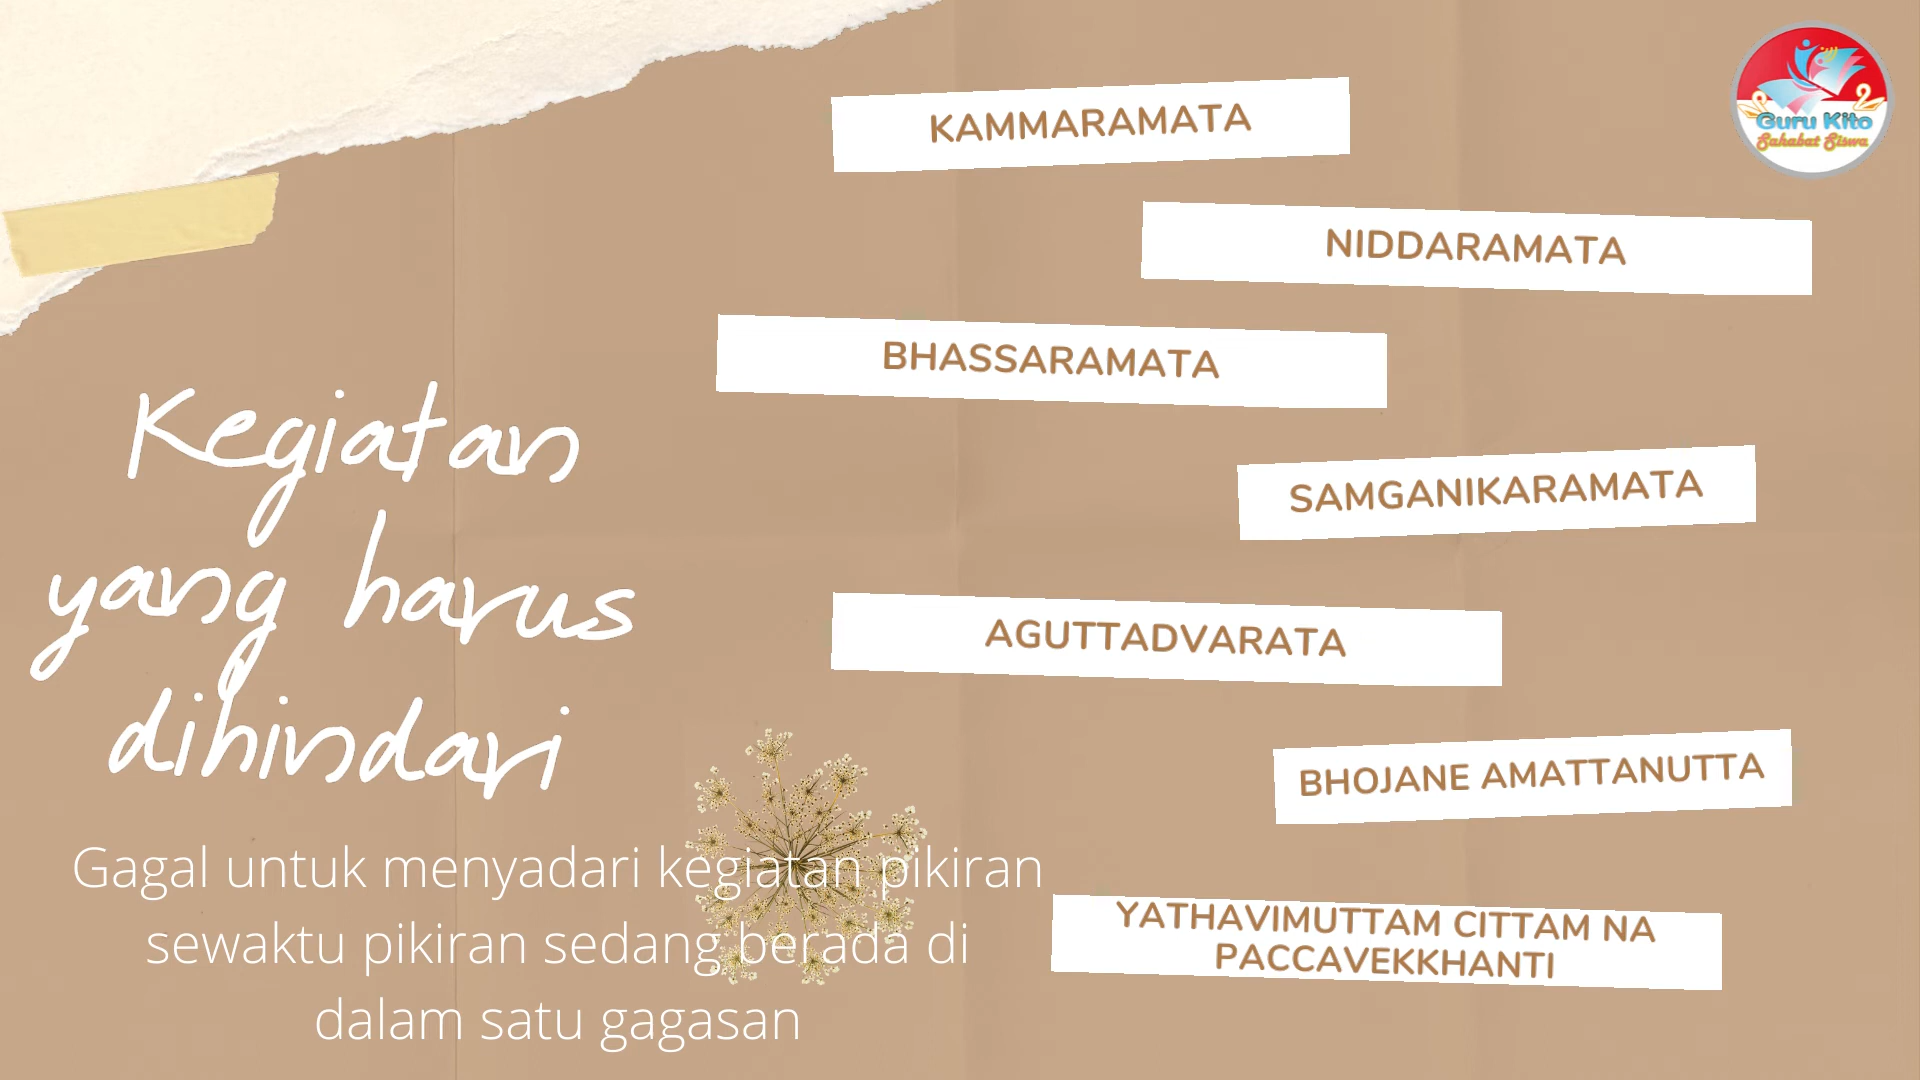 Guru Kito
Sahabat Siswa
KAMMARAMATA
NIDDARAMATA
BHASSARAMATA
SAMGANIKARAMATA
AGUTTADVARATA
BHOJANE AMATTANUTTA
YATHAVIMUTTAM CITTAM NA
PACCAVEKKHANTI
Kegiatan
yang harus
dihindari
Gagal untuk menyadari kegiatan pikiran
sewaktu pikiran sedang berada di
dalam satu gagasan